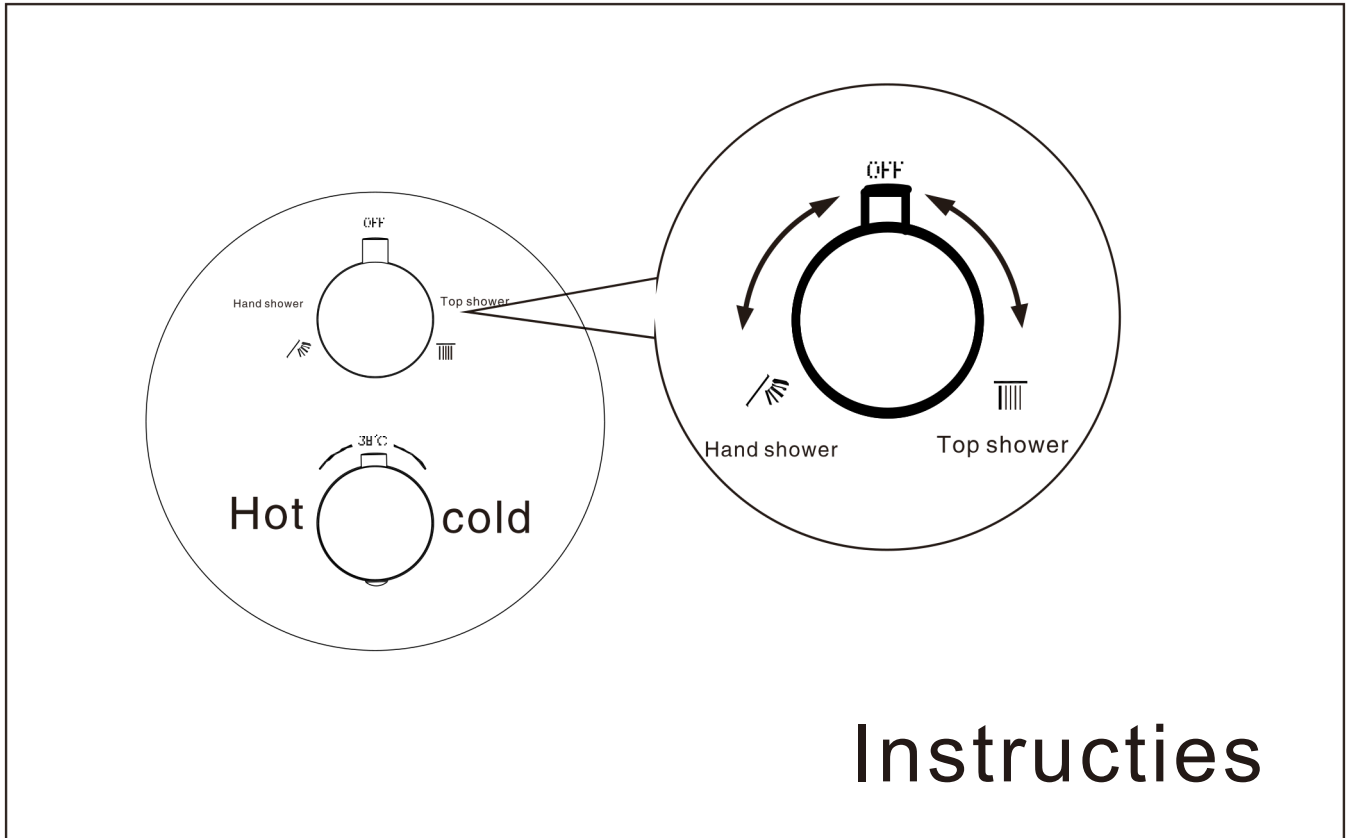 OFF
Hand shower
Top shower
38°C
Hot
cold
OFF
Hand shower
Top shower
Instructies